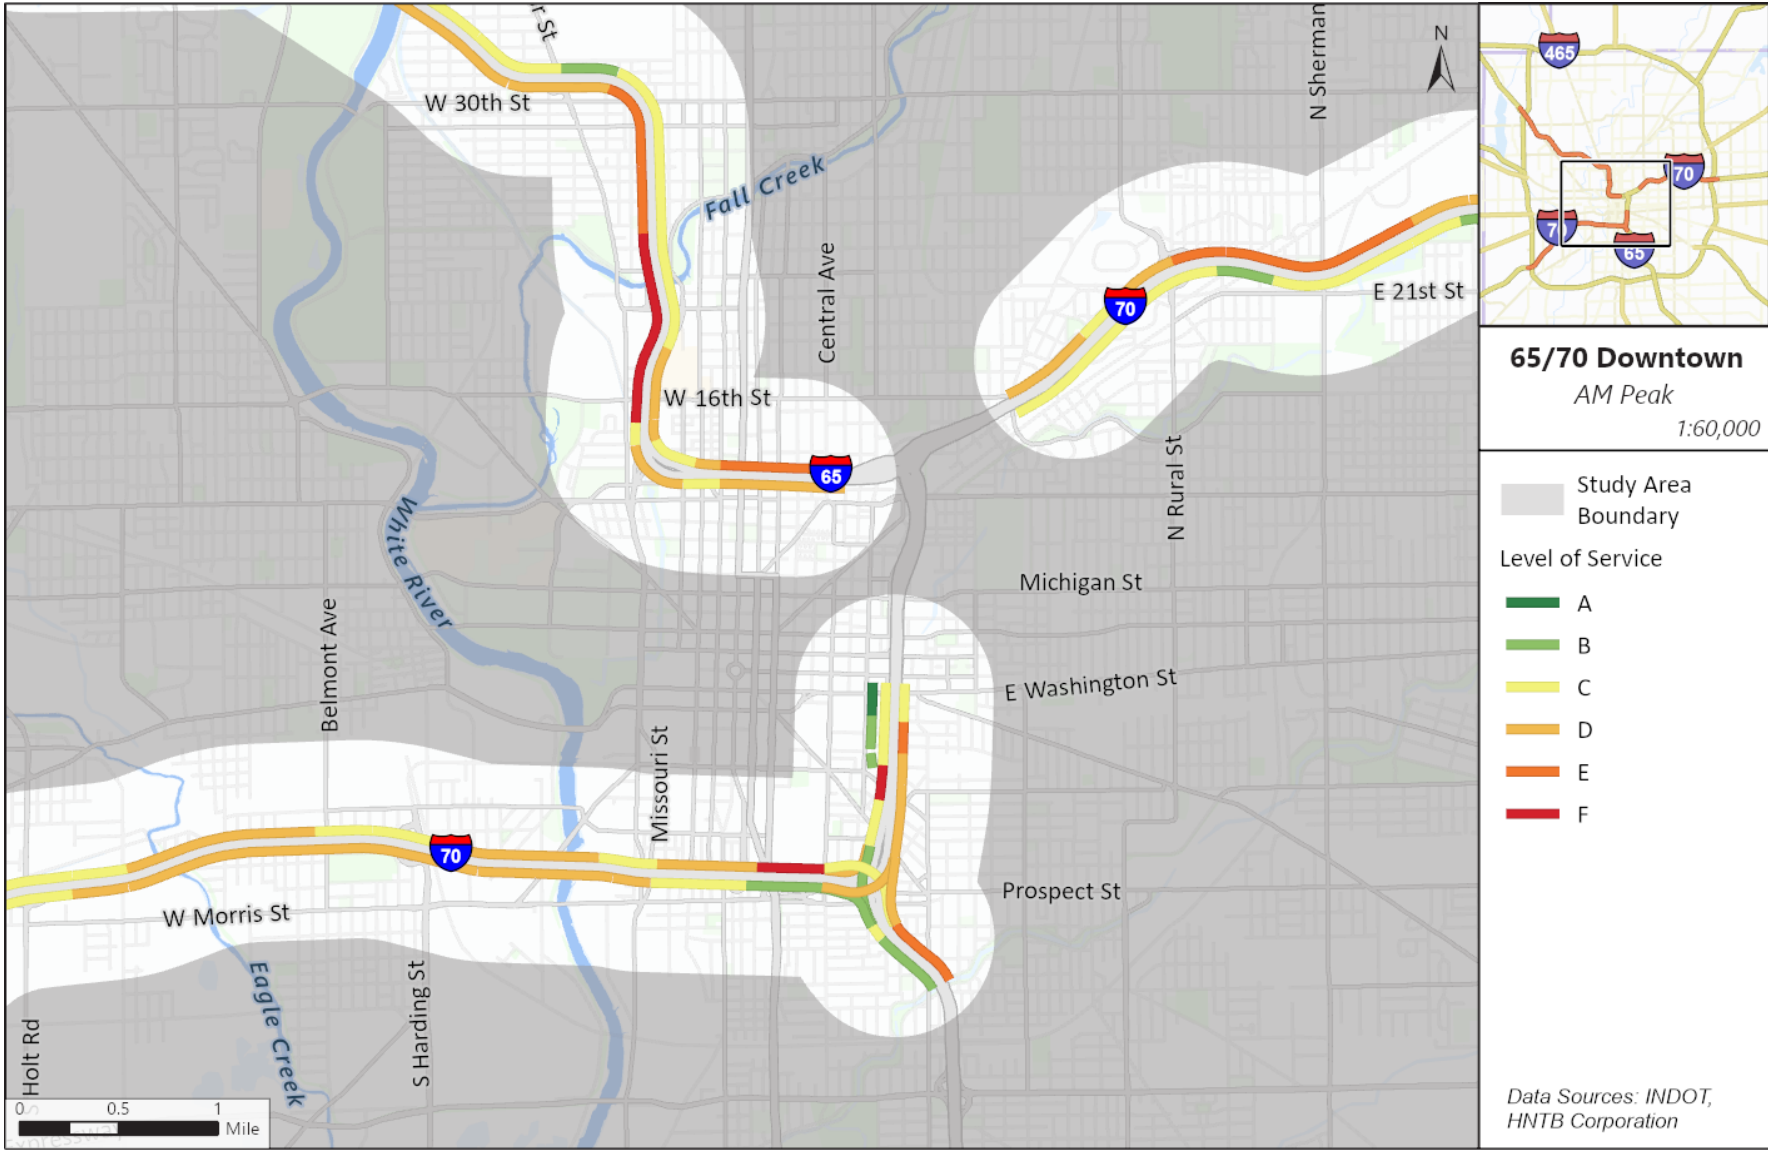 r St
N Sherman
N
W 30th St
Fall Creek
Central Ave
70
E 21st St
W 16th St
65
N Rural St
White River
Michigan St
Belmont Ave
E Washington St
Missouri St
70
Prospect St
W Morris St
Eagle Creek
S Harding St
S Holt Rd
0 0.5 1
Mile
Expressway
465
70
70
65
65/70 Downtown
AM Peak
1:60,000
Study Area
Boundary
Level of Service
A
B
C
D
E
F
Data Sources: INDOT,
HNTB Corporation